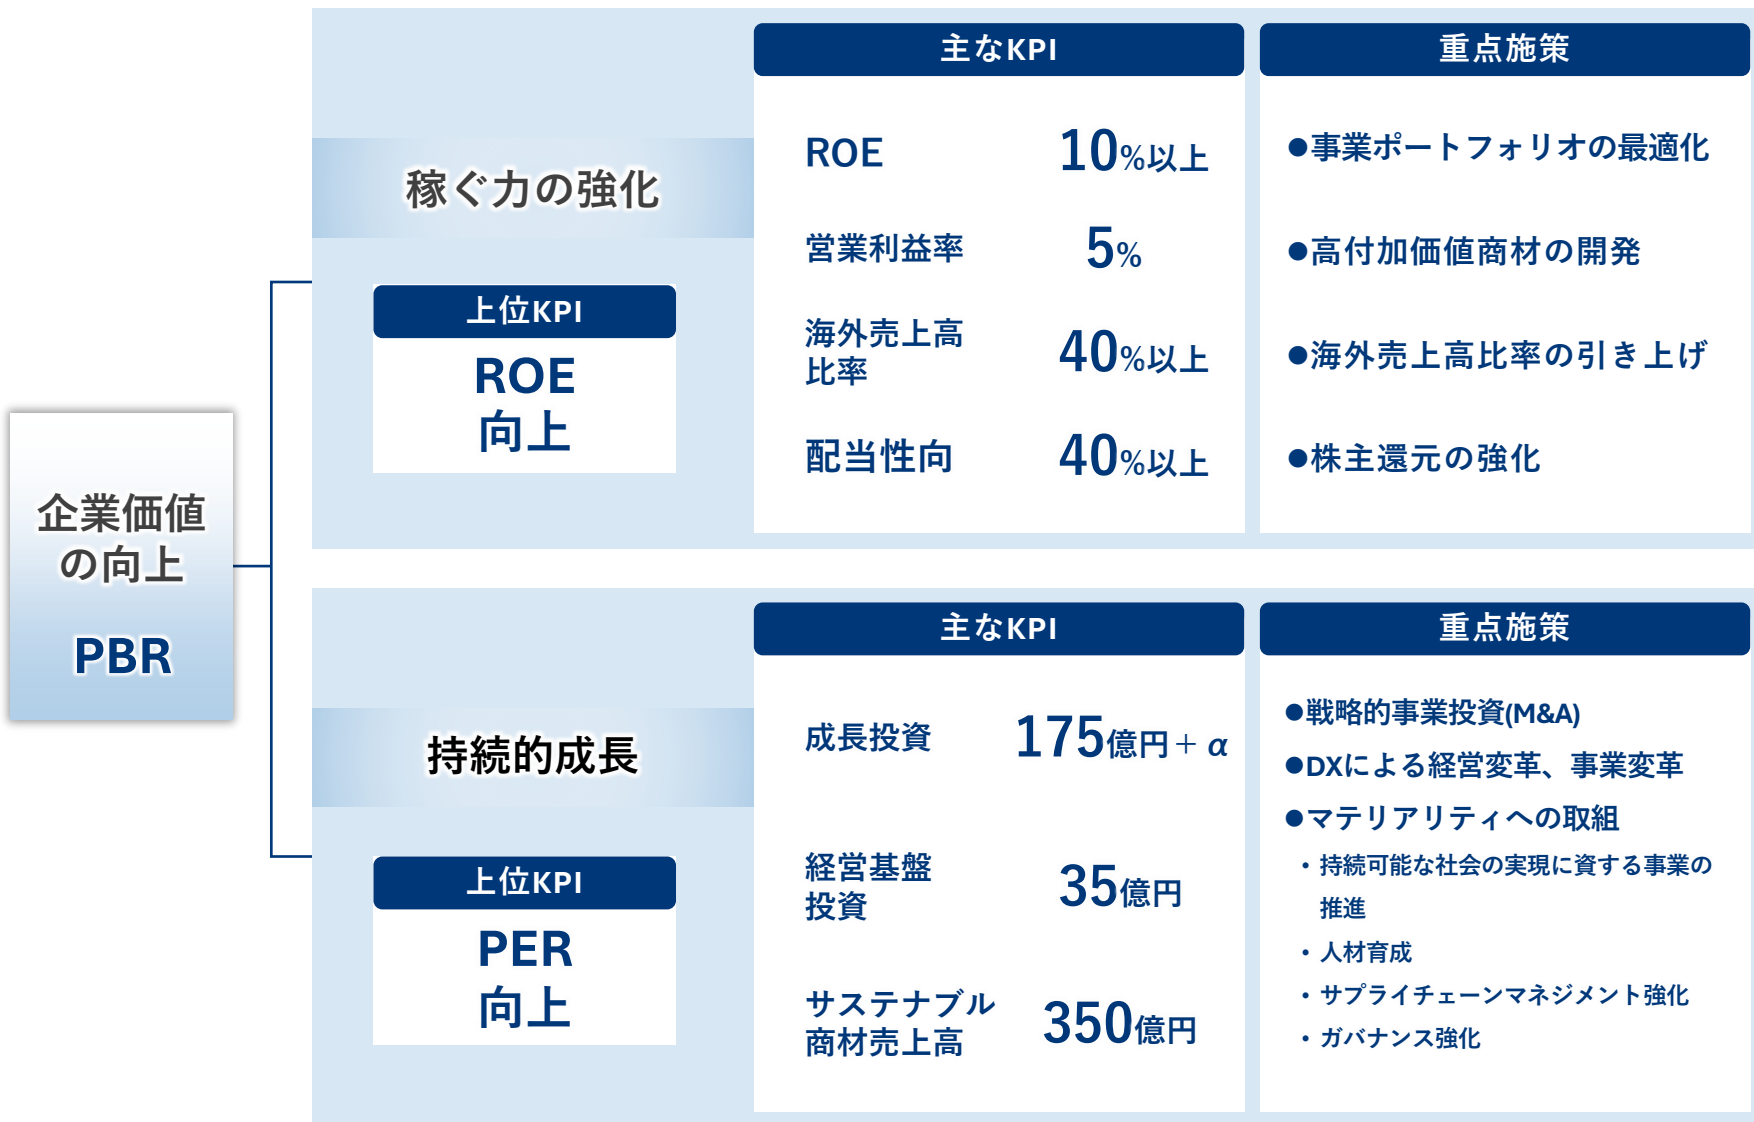 企業価値
の向上
PBR
稼ぐ力の強化
上位KPI
ROE
向上
主なKPI
ROE 10%以上
営業利益率 5%
海外売上高
比率 40%以上
配当性向 40%以上
重点施策
●事業ポートフォリオの最適化
●高付加価値商材の開発
●海外売上高比率の引き上げ
●株主還元の強化
持続的成長
上位KPI
PER
向上
主なKPI
成長投資 175億円＋α
経営基盤
投資 35億円
サステナブル
商材売上高 350億円
重点施策
●戦略的事業投資(M&A)
●DXによる経営変革、事業変革
●マテリアリティへの取組
・持続可能な社会の実現に資する事業の
推進
・人材育成
・サプライチェーンマネジメント強化
・ガバナンス強化